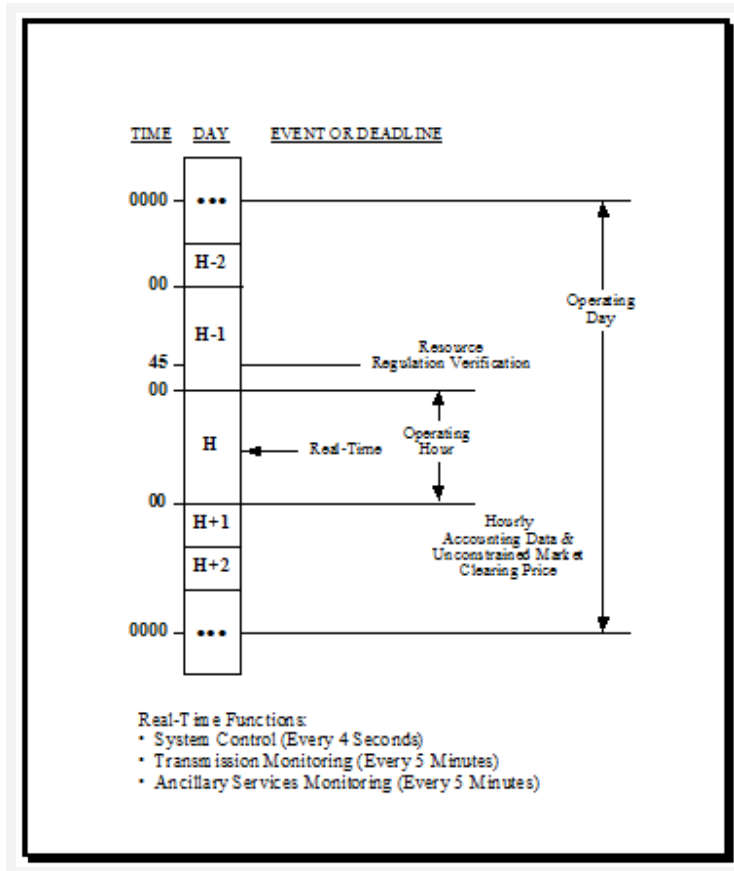 TIME DAY EVENT OR DEADLINE
0000
•••
H-2
00
Operating
Day
H-1
Resource
45
Regulation Verification
00
Operating
Hour
H
Real-Time
00
H+1
Hourly
Accounting Data &
Unconstrained Market
Clearing Price
H+2
0000
•••
Real-Time Functions:
• System Control (Every 4 Seconds)
• Transmission Monitoring (Every 5 Minutes)
• Ancillary Services Monitoring (Every 5 Minutes)